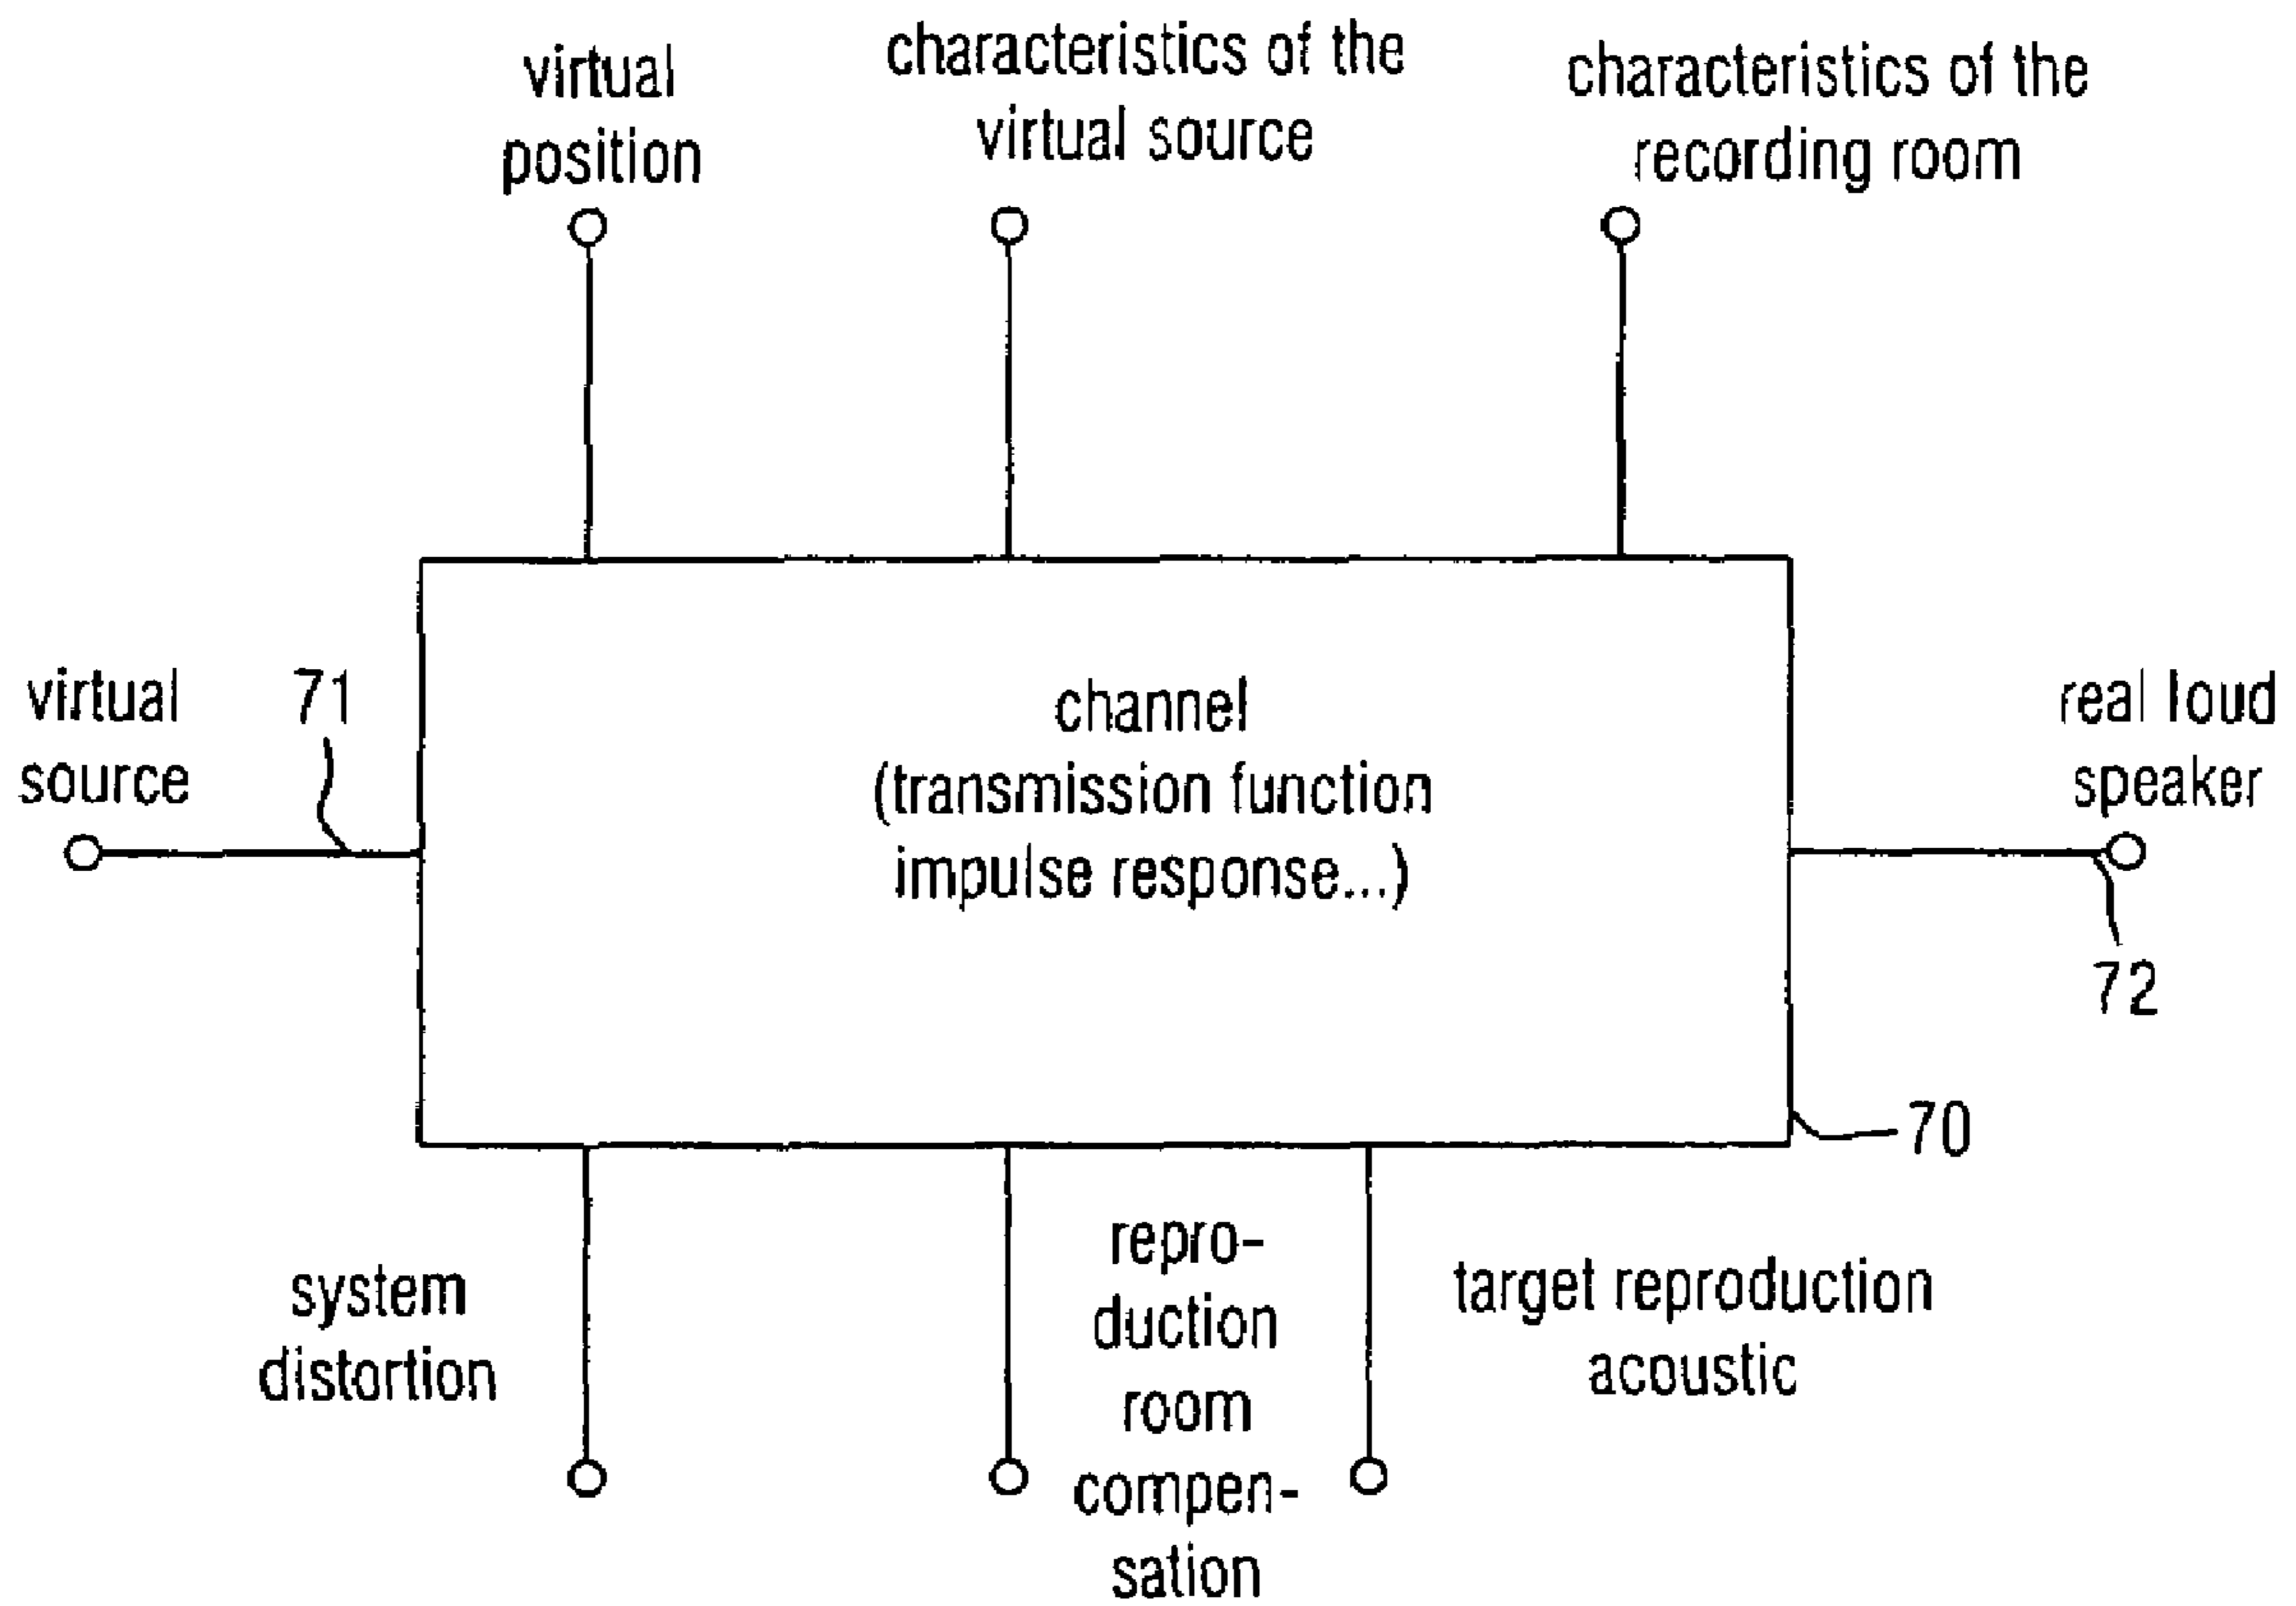 virtual
position
characteristics of the
virtual source
characteristics of the
recording room
virtual
source
71
channel
(transmission function
impulse response...)
real loud
speaker
72
70
system
distortion
repro-
duction
room
compen-
sation
target reproduction
acoustic